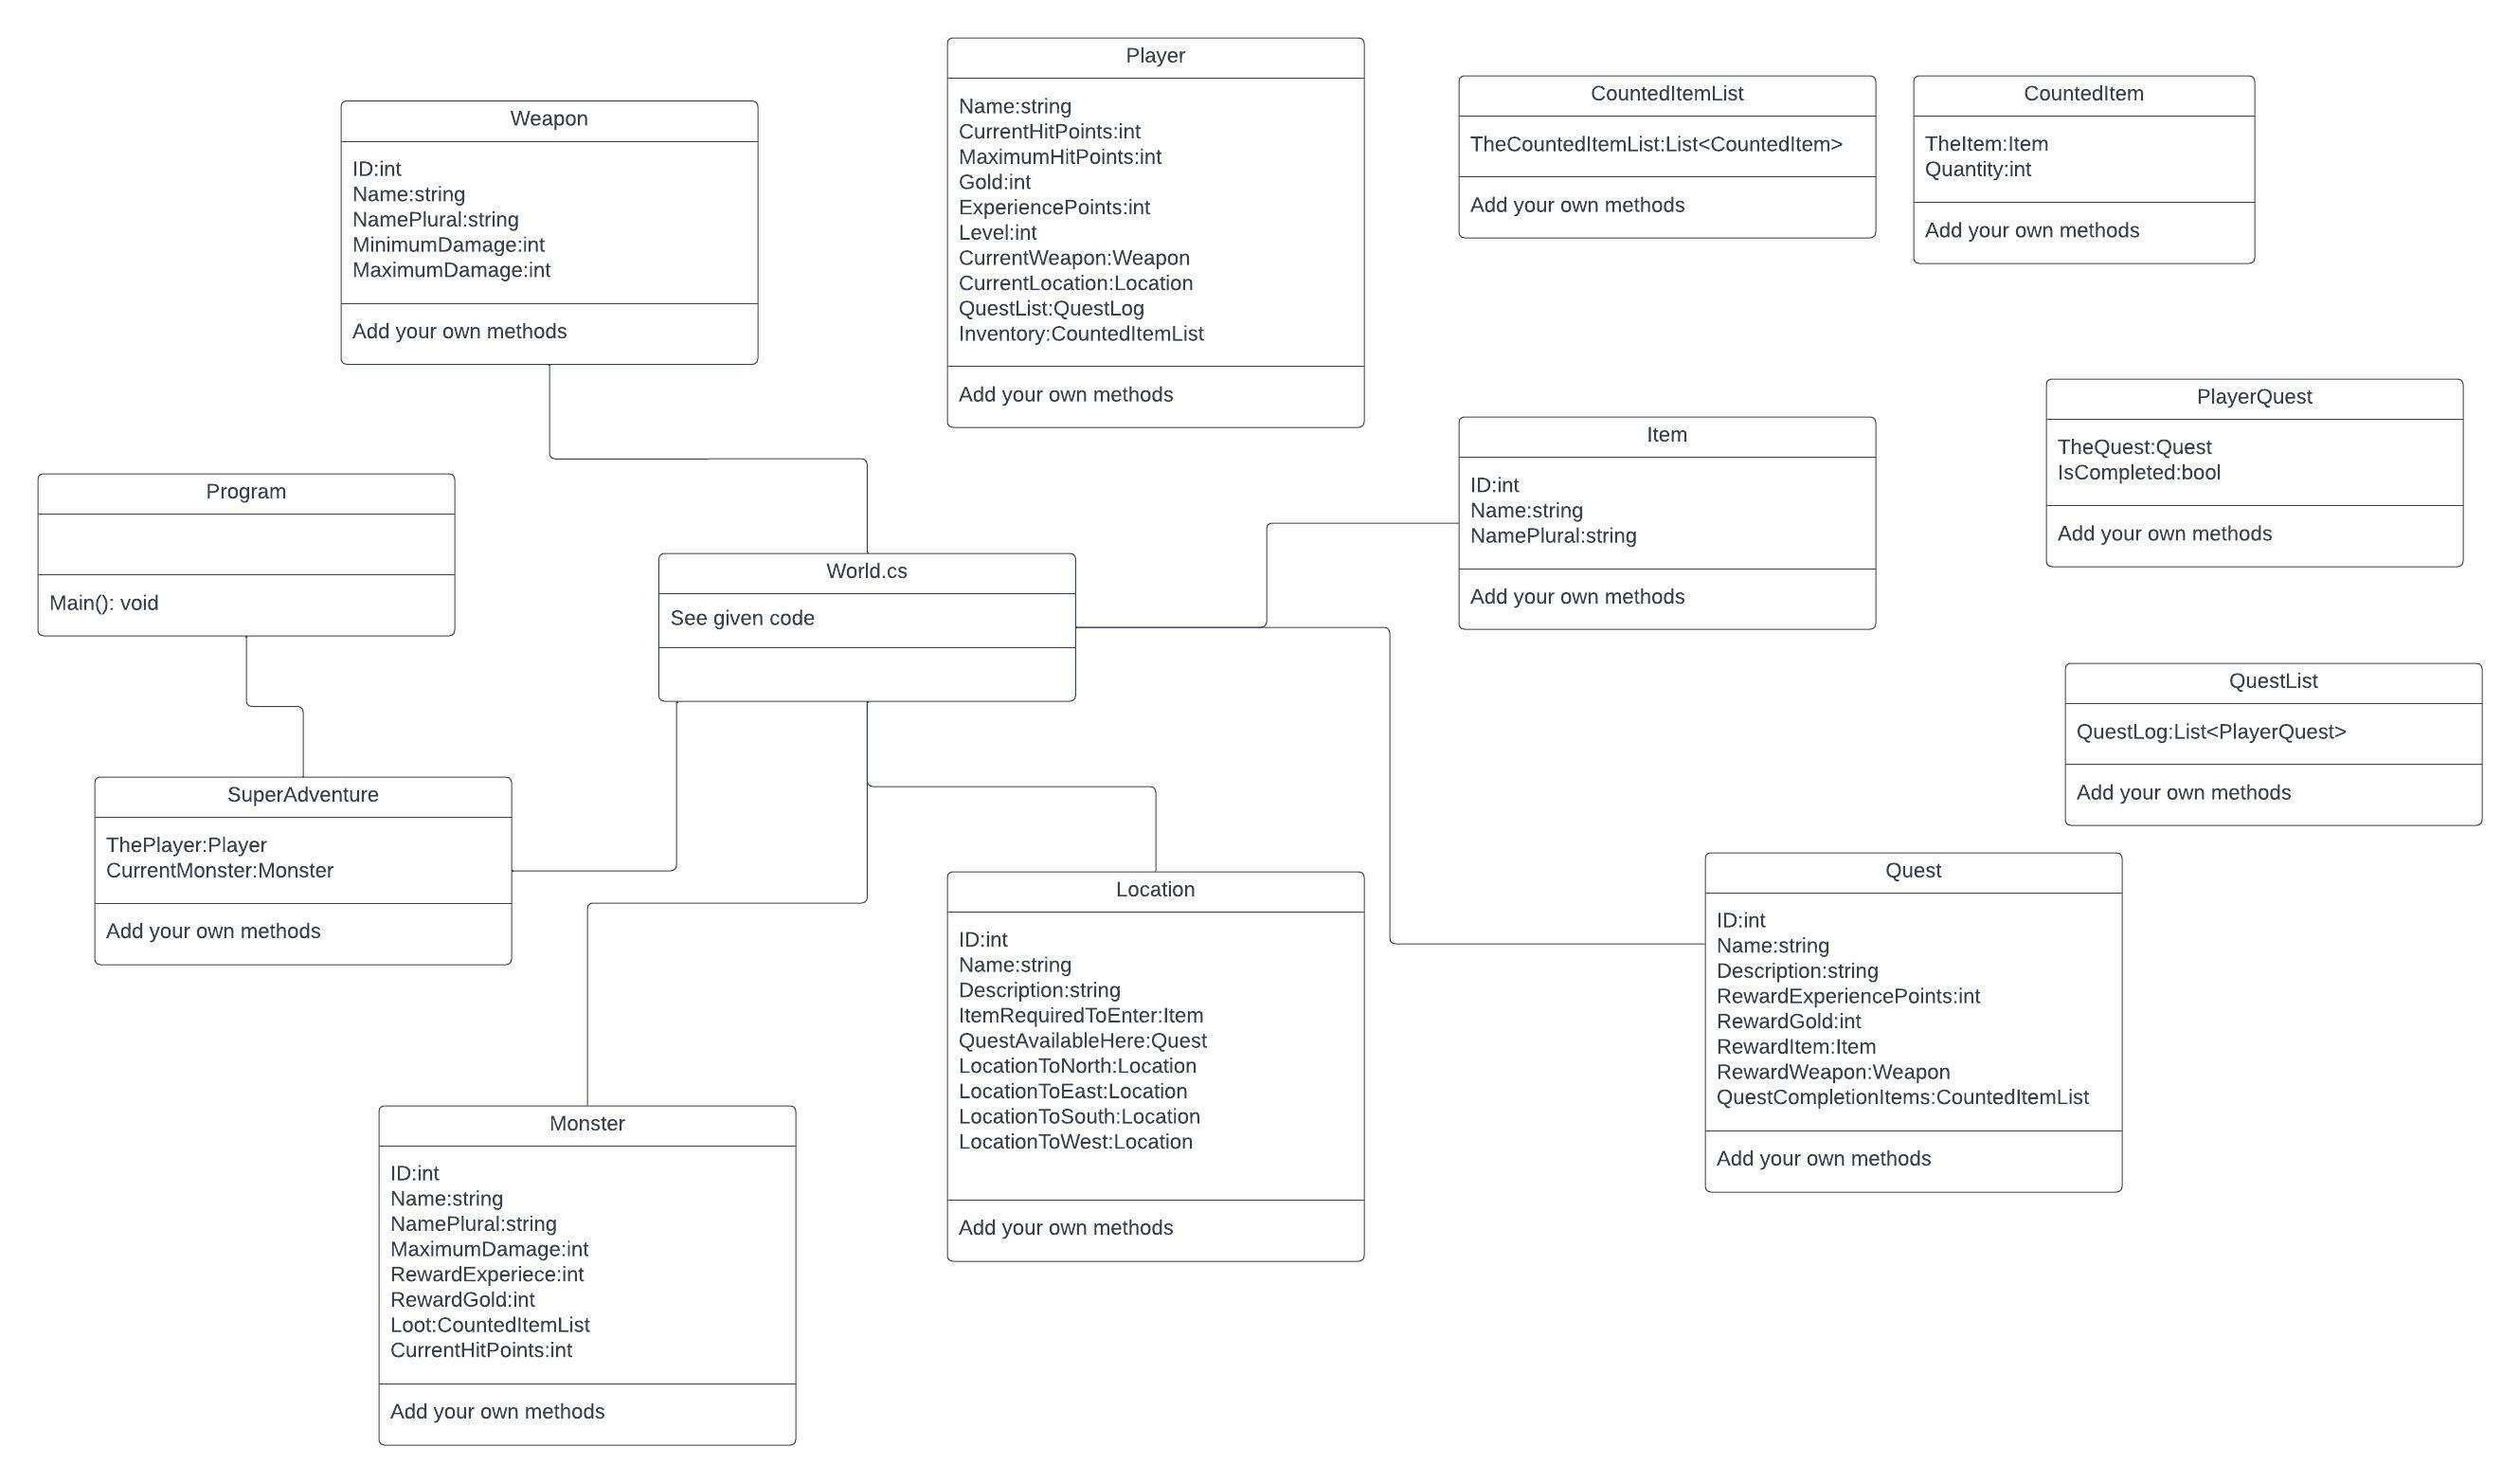 Player
Name:string
CurrentHitPoints:int
MaximumHitPoints:int
Gold:int
ExperiencePoints:int
Level:int
CurrentWeapon:Weapon
CurrentLocation:Location
QuestList:QuestLog
Inventory:CountedItemList
Add your own methods
CountedItemList
TheCountedItemList:List<CountedItem>
Add your own methods
CountedItem
TheItem:Item
Quantity:int
Add your own methods
Weapon
ID:int
Name:string
NamePlural:string
MinimumDamage:int
MaximumDamage:int
Add your own methods
PlayerQuest
TheQuest:Quest
IsCompleted:bool
Add your own methods
Item
ID:int
Name:string
NamePlural:string
Add your own methods
Program
Main(): void
World.cs
See given code
QuestList
QuestLog:List<PlayerQuest>
Add your own methods
SuperAdventure
ThePlayer:Player
CurrentMonster:Monster
Add your own methods
Location
ID:int
Name:string
Description:string
ItemRequiredToEnter:Item
QuestAvailableHere:Quest
LocationToNorth:Location
LocationToEast:Location
LocationToSouth:Location
LocationToWest:Location
Add your own methods
Quest
ID:int
Name:string
Description:string
RewardExperiencePoints:int
RewardGold:int
RewardItem:Item
RewardWeapon:Weapon
QuestCompletionItems:CountedItemList
Add your own methods
Monster
ID:int
Name:string
NamePlural:string
MaximumDamage:int
RewardExperiece:int
RewardGold:int
Loot:CountedItemList
CurrentHitPoints:int
Add your own methods